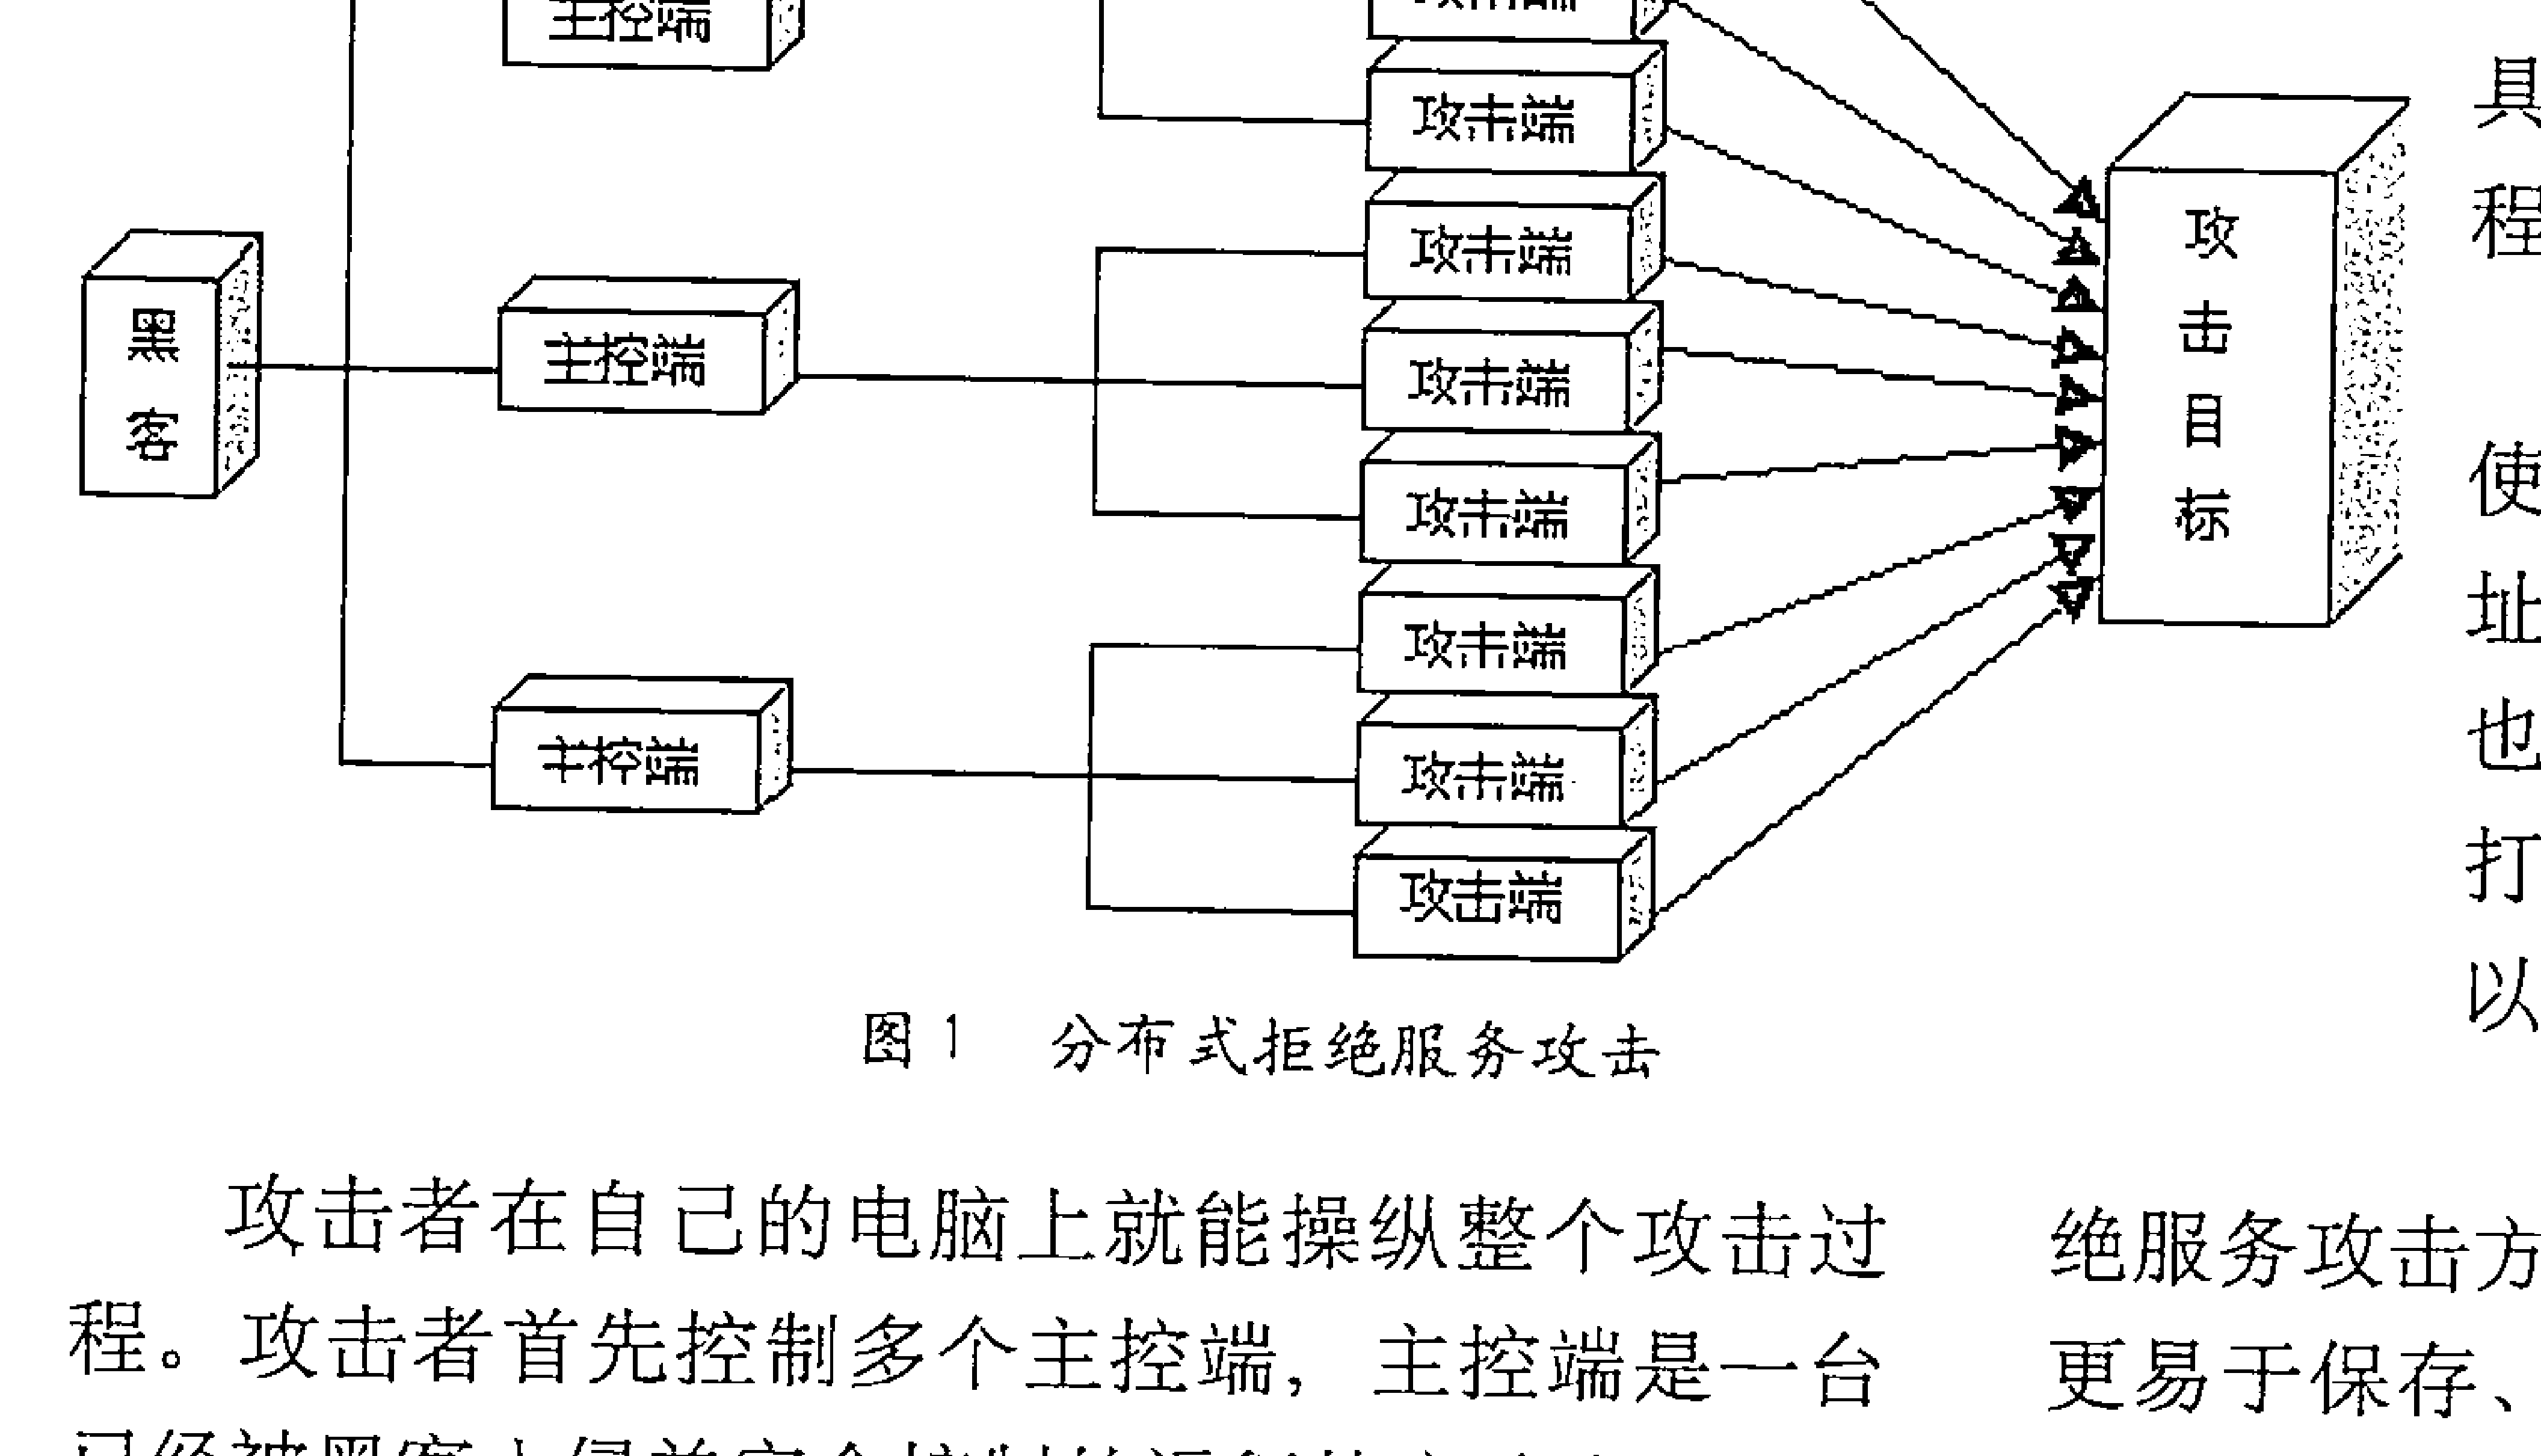 主控端
攻击端
攻击端
攻击端
黑客
主控端
攻击端
攻击端
攻击目标
攻击端
主控端
攻击端
攻击端
图1 分布式拒绝服务攻击
攻击者在自己的电脑上就能操纵整个攻击过
程。攻击者首先控制多个主控端，主控端是一台
具
程
使
址
也
打
以
绝服务攻击方
更易于保存、